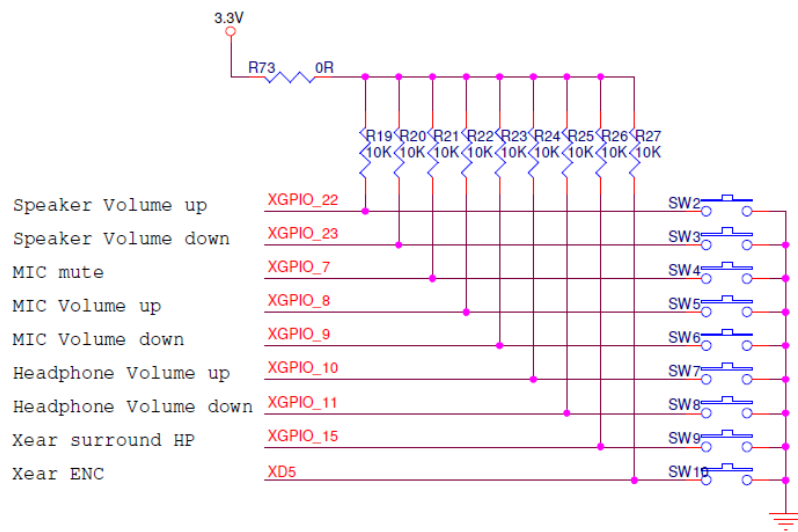 3.3V
R73 0R
R19 R20 R21 R22 R23 R24 R25 R26 R27
10K 10K 10K 10K 10K 10K 10K 10K 10K
Speaker Volume up XGPIO_22 SW2
Speaker Volume down XGPIO_23 SW3
MIC mute XGPIO_7 SW4
MIC Volume up XGPIO_8 SW5
MIC Volume down XGPIO_9 SW6
Headphone Volume up XGPIO_10 SW7
Headphone Volume down XGPIO_11 SW8
Xear surround HP XGPIO_15 SW9
Xear ENC XD5 SW10